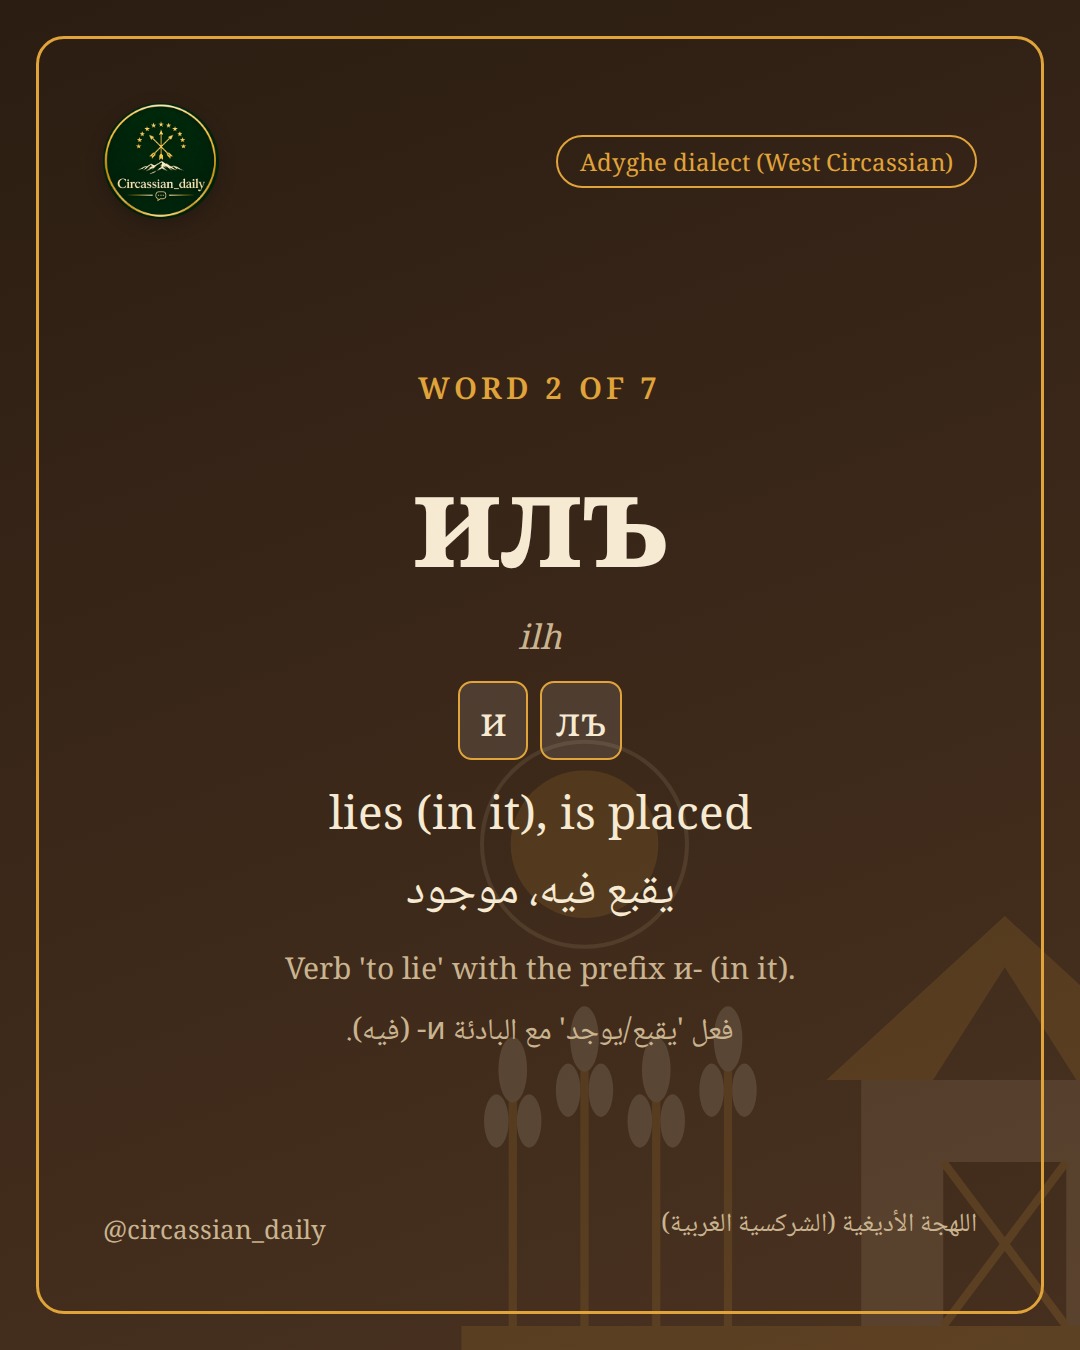 Circassian_daily
Adyghe dialect (West Circassian)
WORD 2 OF 7
илъ
ilh
и лъ
lies (in it), is placed
يقبع فيه، موجود
Verb 'to lie' with the prefix и- (in it).
فعل 'يقبع/يوجد' مع البادئة и- (فيه).
@circassian_daily
اللهجة الأديغية (الشركسية الغربية)